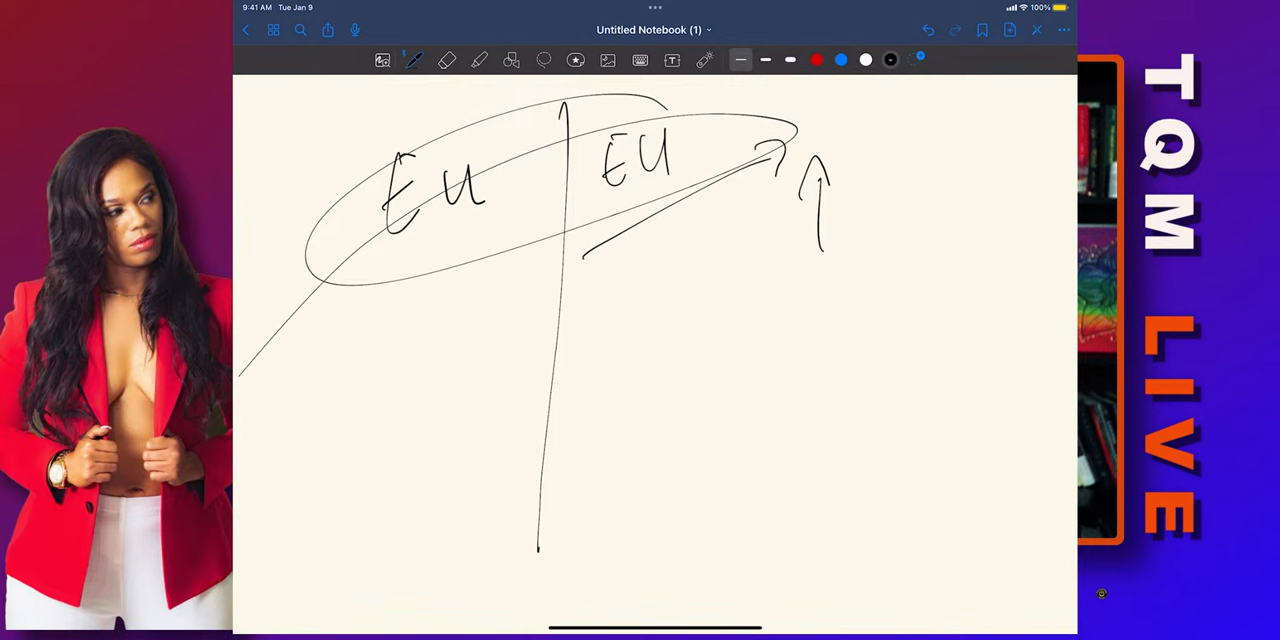 9:41 AM Tue Jan 9
100%
Untitled Notebook (1)
EU EU
TQM LIVE